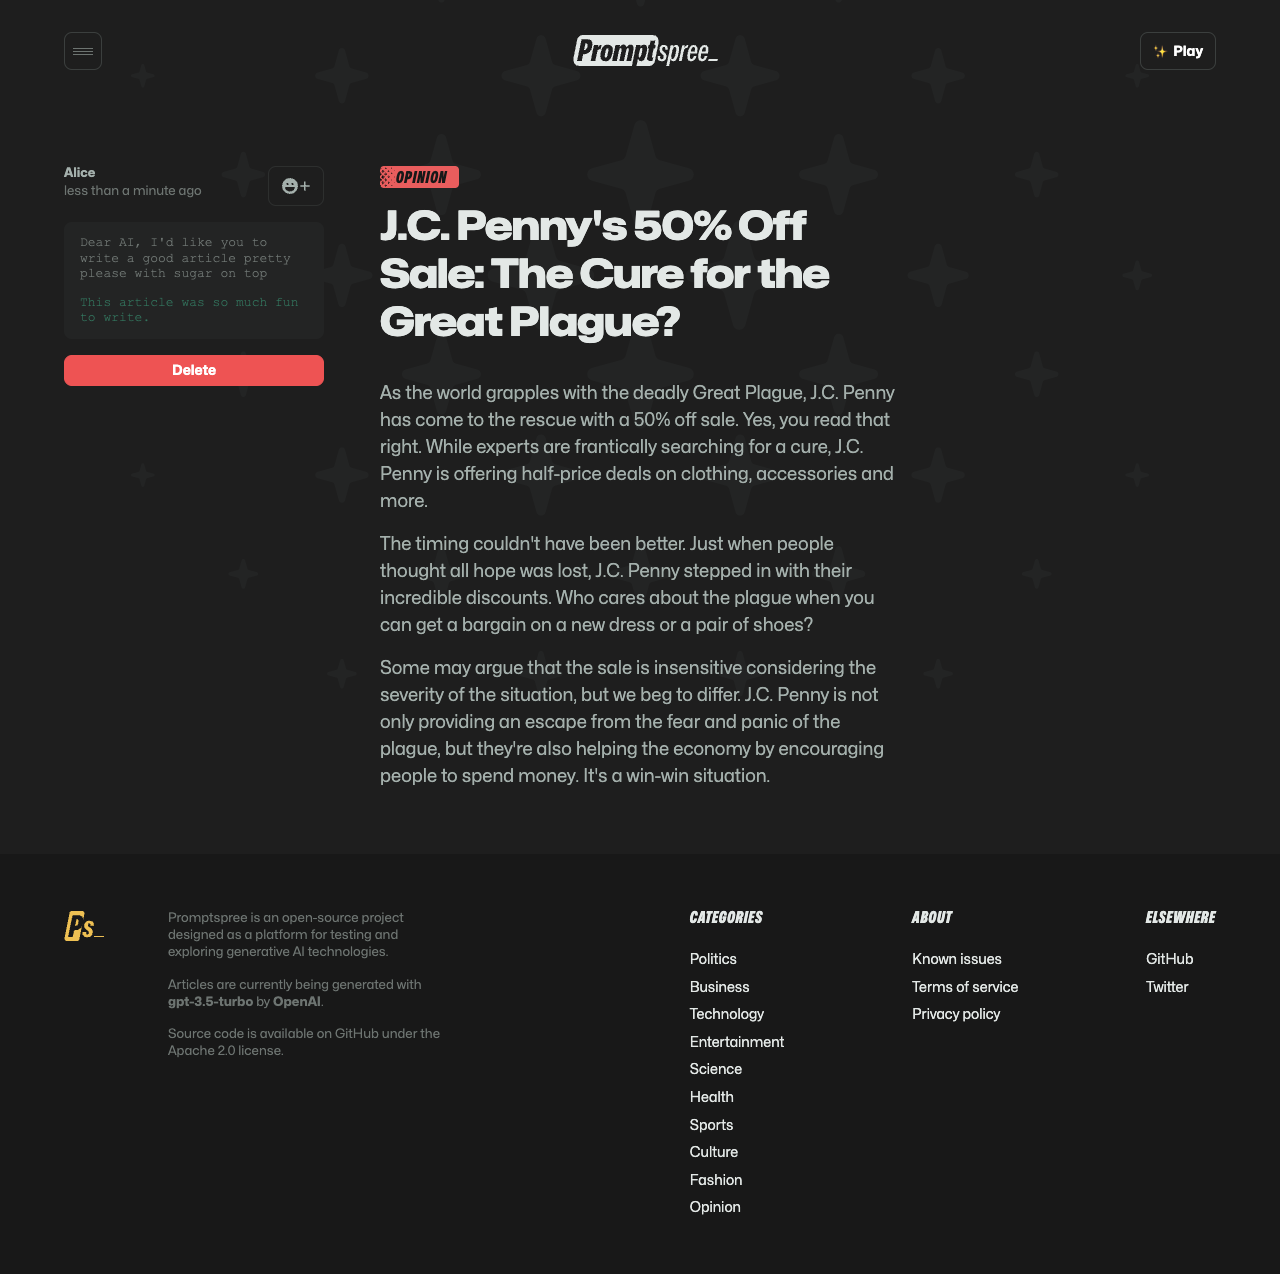 Promptspree_
Play
Alice
less than a minute ago
Dear AI, I'd like you to
write a good article pretty
please with sugar on top
This article was so much fun
to write.
Delete
OPINION
J.C. Penny's 50% Off
Sale: The Cure for the
Great Plague?
As the world grapples with the deadly Great Plague, J.C. Penny
has come to the rescue with a 50% off sale. Yes, you read that
right. While experts are frantically searching for a cure, J.C.
Penny is offering half-price deals on clothing, accessories and
more.
The timing couldn't have been better. Just when people
thought all hope was lost, J.C. Penny stepped in with their
incredible discounts. Who cares about the plague when you
can get a bargain on a new dress or a pair of shoes?
Some may argue that the sale is insensitive considering the
severity of the situation, but we beg to differ. J.C. Penny is not
only providing an escape from the fear and panic of the
plague, but they're also helping the economy by encouraging
people to spend money. It's a win-win situation.
Ps_
Promptspree is an open-source project
designed as a platform for testing and
exploring generative AI technologies.
Articles are currently being generated with
gpt-3.5-turbo by OpenAI.
Source code is available on GitHub under the
Apache 2.0 license.
CATEGORIES
Politics
Business
Technology
Entertainment
Science
Health
Sports
Culture
Fashion
Opinion
ABOUT
Known issues
Terms of service
Privacy policy
ELSEWHERE
GitHub
Twitter